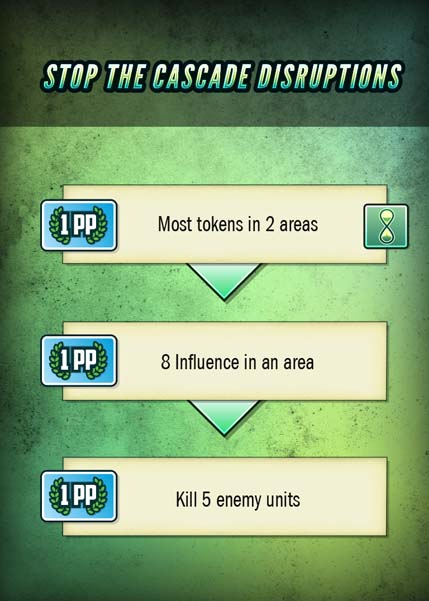 STOP THE CASCADE DISRUPTIONS
1 PP
Most tokens in 2 areas
1 PP
8 Influence in an area
1 PP
Kill 5 enemy units